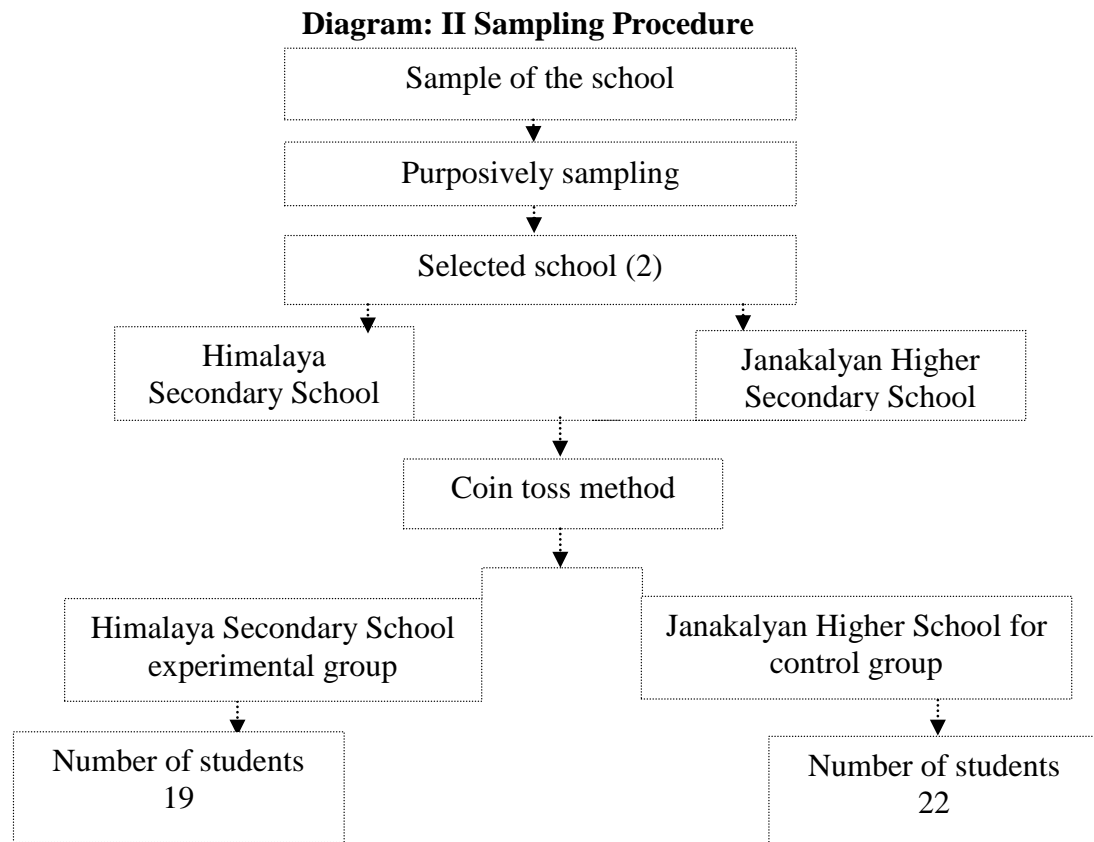 Diagram: II Sampling Procedure
Sample of the school
Purposively sampling
Selected school (2)
Himalaya
Secondary School
Janakalyan Higher
Secondary School
Coin toss method
Himalaya Secondary School
experimental group
Janakalyan Higher School for
control group
Number of students
19
Number of students
22